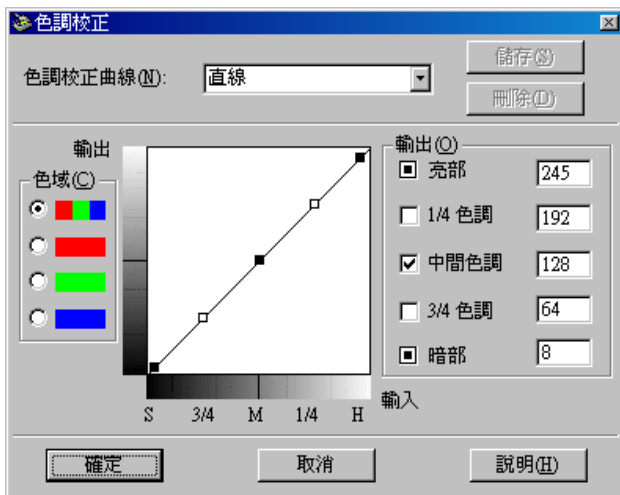 色調校正
色調校正曲線(N): 直線
儲存(S)
刪除(D)
輸出
色域(C)
輸出(O)
亮部 245
1/4 色調 192
中間色調 128
3/4 色調 64
暗部 8
輸入
S 3/4 M 1/4 H
確定 取消 說明(H)